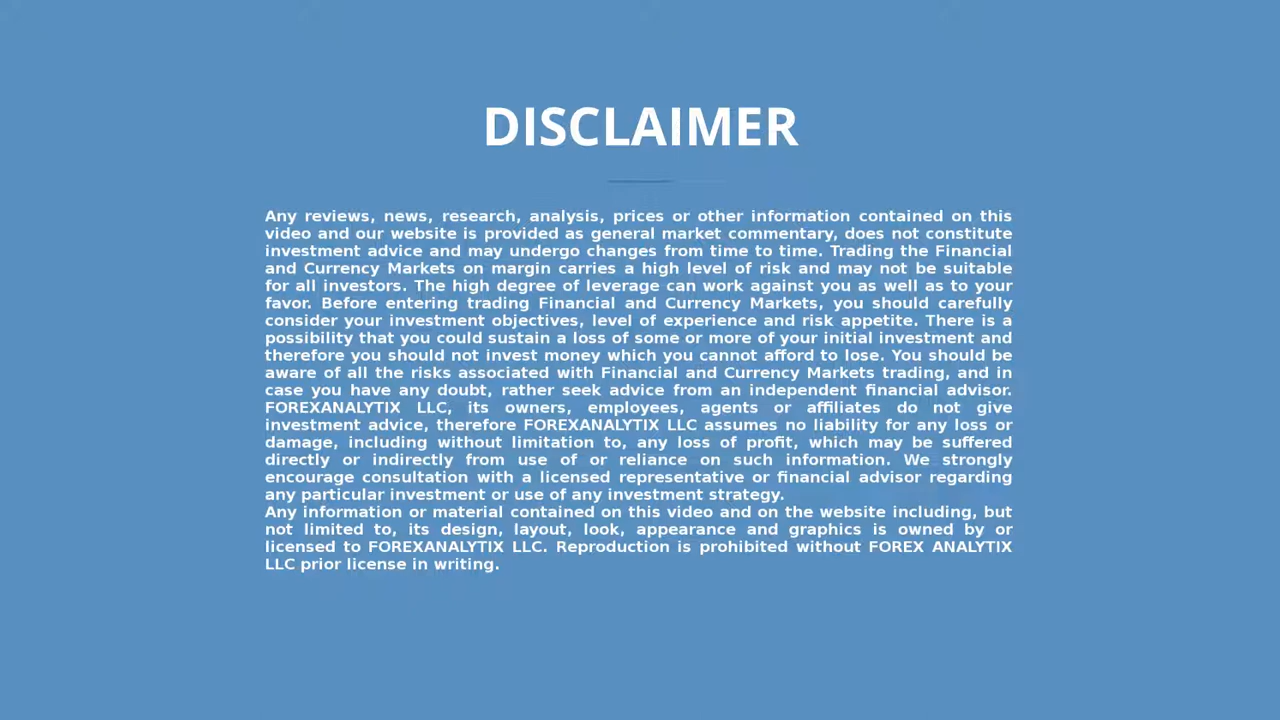 DISCLAIMER
Any reviews, news, research, analysis, prices or other information contained on this
video and our website is provided as general market commentary, does not constitute
investment advice and may undergo changes from time to time. Trading the Financial
and Currency Markets on margin carries a high level of risk and may not be suitable
for all investors. The high degree of leverage can work against you as well as to your
favor. Before entering trading Financial and Currency Markets, you should carefully
consider your investment objectives, level of experience and risk appetite. There is a
possibility that you could sustain a loss of some or more of your initial investment and
therefore you should not invest money which you cannot afford to lose. You should be
aware of all the risks associated with Financial and Currency Markets trading, and in
case you have any doubt, rather seek advice from an independent financial advisor.
FOREXANALYTIX LLC, its owners, employees, agents or affiliates do not give
investment advice, therefore FOREXANALYTIX LLC assumes no liability for any loss or
damage, including without limitation to, any loss of profit, which may be suffered
directly or indirectly from use of or reliance on such information. We strongly
encourage consultation with a licensed representative or financial advisor regarding
any particular investment or use of any investment strategy.
Any information or material contained on this video and on the website including, but
not limited to, its design, layout, look, appearance and graphics is owned by or
licensed to FOREXANALYTIX LLC. Reproduction is prohibited without FOREX ANALYTIX
LLC prior license in writing.